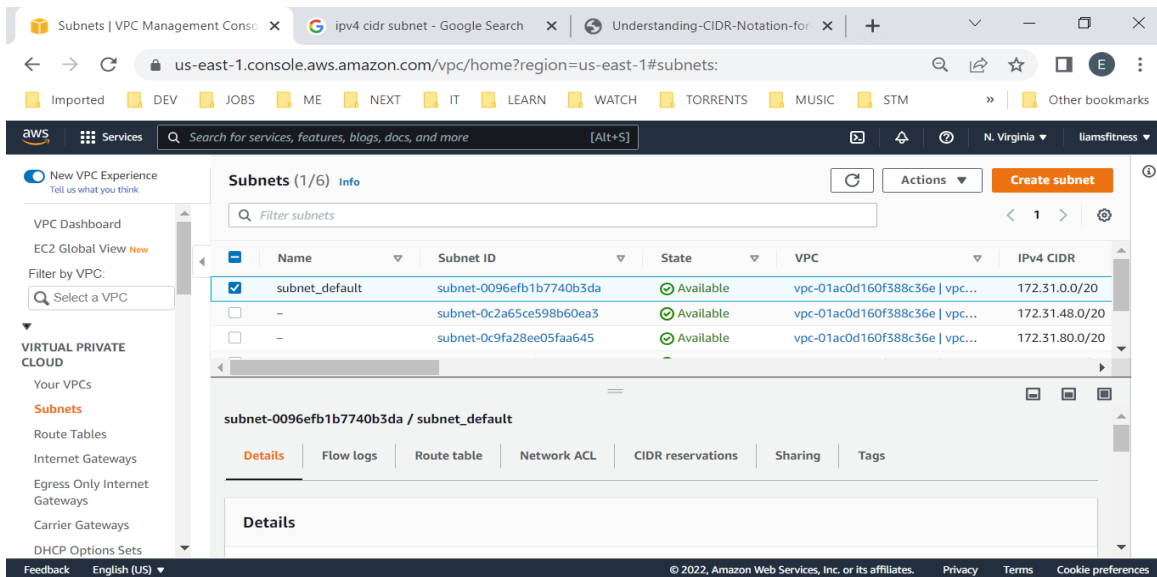 Subnets | VPC Management Conso
ipv4 cidr subnet - Google Search
Understanding-CIDR-Notation-for
us-east-1.console.aws.amazon.com/vpc/home?region=us-east-1#subnets:
E
Imported DEV JOBS ME NEXT IT LEARN WATCH TORRENTS MUSIC STM » Other bookmarks
aws Services Search for services, features, blogs, docs, and more [Alt+S] N. Virginia ▼ liamsfitness ▼
New VPC Experience
Tell us what you think
VPC Dashboard
EC2 Global View New
Filter by VPC:
Select a VPC
VIRTUAL PRIVATE
CLOUD
Your VPCs
Subnets
Route Tables
Internet Gateways
Egress Only Internet
Gateways
Carrier Gateways
DHCP Options Sets
Subnets (1/6) Info
Actions ▼
Create subnet
Filter subnets
1
Name Subnet ID State VPC IPv4 CIDR
subnet_default subnet-0096efb1b7740b3da Available vpc-01ac0d160f388c36e | vpc... 172.31.0.0/20
– subnet-0c2a65ce598b60ea3 Available vpc-01ac0d160f388c36e | vpc... 172.31.48.0/20
– subnet-0c9fa28ee05faa645 Available vpc-01ac0d160f388c36e | vpc... 172.31.80.0/20
subnet-0096efb1b7740b3da / subnet_default
Details Flow logs Route table Network ACL CIDR reservations Sharing Tags
Details
Feedback English (US) ▼ © 2022, Amazon Web Services, Inc. or its affiliates. Privacy Terms Cookie preferences